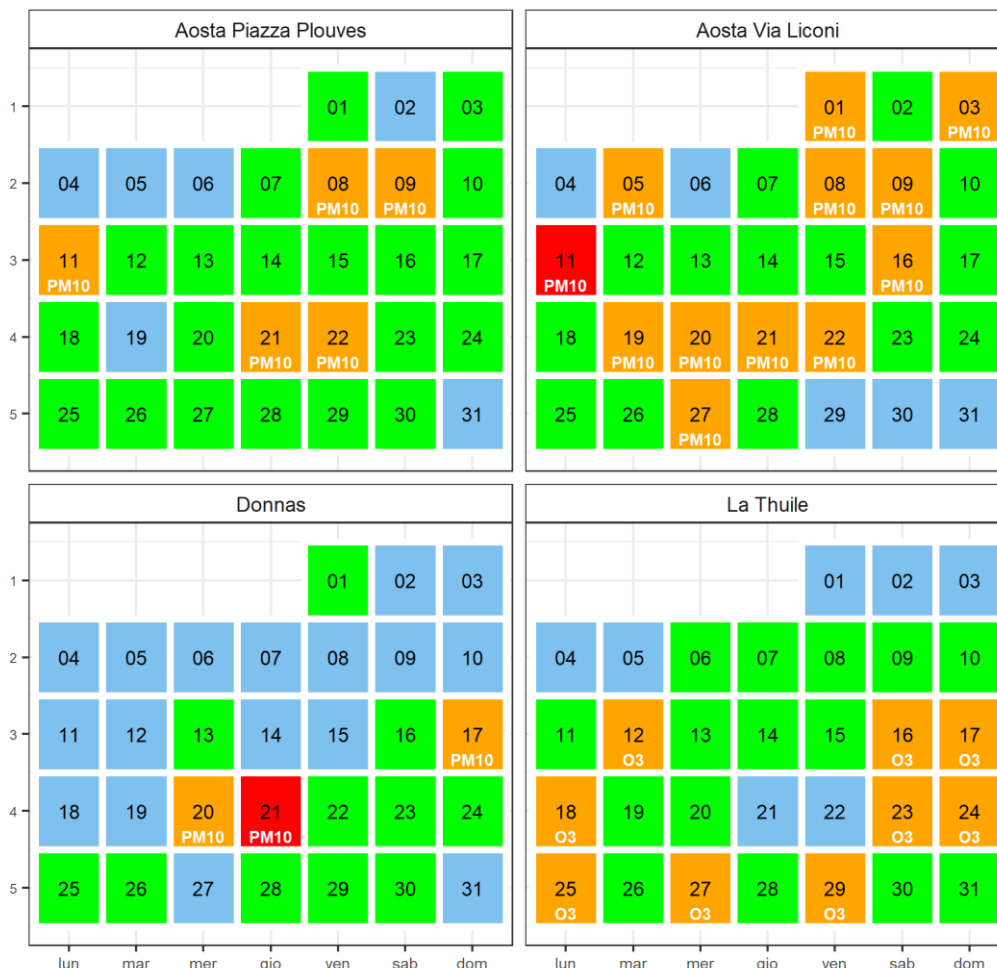 Aosta Piazza Plouves
Aosta Via Liconi
1
01 02 03
01 02 03
PM10 PM10
2
04 05 06 07 08 09 10
PM10 PM10
04 05 06 07 08 09 10
PM10 PM10 PM10
3
11 12 13 14 15 16 17
PM10
11 12 13 14 15 16 17
PM10 PM10
4
18 19 20 21 22 23 24
PM10 PM10
18 19 20 21 22 23 24
PM10 PM10 PM10 PM10
5
25 26 27 28 29 30 31
25 26 27 28 29 30 31
PM10
Donnas
La Thuile
1
01 02 03
01 02 03
2
04 05 06 07 08 09 10
04 05 06 07 08 09 10
3
11 12 13 14 15 16 17
PM10
11 12 13 14 15 16 17
O3 O3 O3
4
18 19 20 21 22 23 24
PM10 PM10
18 19 20 21 22 23 24
O3 O3 O3
5
25 26 27 28 29 30 31
25 26 27 28 29 30 31
O3 O3 O3
lun mar mer gio ven sab dom
lun mar mer gio ven sab dom